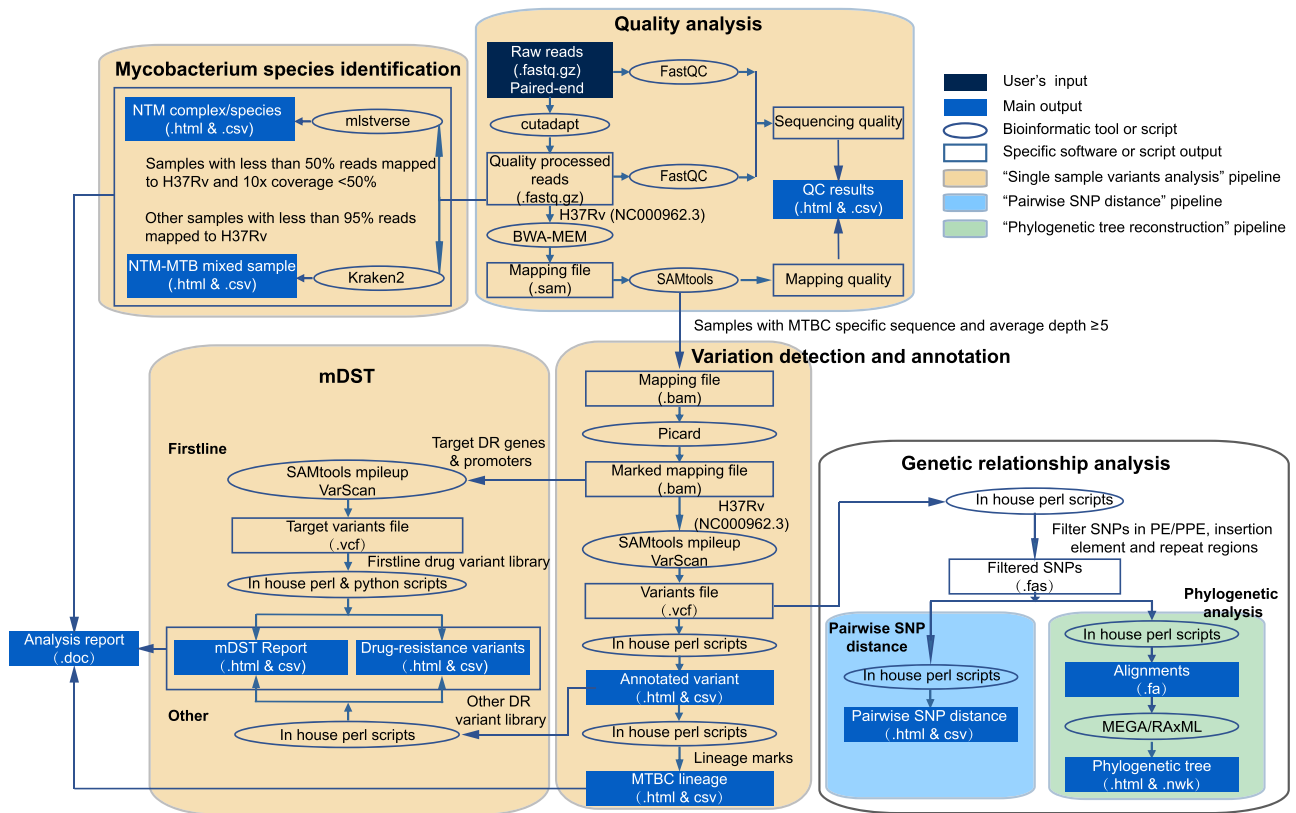 Quality analysis
Raw reads
(.fastq.gz)
Paired-end
FastQC
cutadapt
Sequencing quality
Quality processed
reads
(.fastq.gz)
FastQC
QC results
(.html & .csv)
H37Rv (NC000962.3)
BWA-MEM
Mapping file
(.sam)
SAMtools
Mapping quality
Mycobacterium species identification
NTM complex/species
(.html & .csv)
mlstverse
Samples with less than 50% reads mapped
to H37Rv and 10x coverage <50%
Other samples with less than 95% reads
mapped to H37Rv
NTM-MTB mixed sample
(.html & .csv)
Kraken2
User's  input
Main output
Bioinformatic tool or script
Specific software or script output
“Single sample variants analysis” pipeline
“Pairwise SNP distance” pipeline
“Phylogenetic tree reconstruction” pipeline
Samples with MTBC specific sequence and average depth ≥5
Variation detection and annotation
Mapping file
(.bam)
Picard
Marked mapping file
(.bam)
H37Rv
(NC000962.3)
SAMtools mpileup
VarScan
Variants file
(.vcf)
In house perl scripts
Annotated variant
(.html & csv)
In house perl scripts
Lineage marks
MTBC lineage
(.html & csv)
mDST
Firstline
Target DR genes
& promoters
SAMtools mpileup
VarScan
Target variants file
(.vcf)
Firstline drug variant library
In house perl & python scripts
mDST Report
(.html & csv)
Drug-resistance variants
(.html & csv)
Other
Other DR
variant library
In house perl scripts
Analysis report
(.doc)
Genetic relationship analysis
In house perl scripts
Filter SNPs in PE/PPE, insertion
element and repeat regions
Filtered SNPs
(.fas)
Pairwise SNP
distance
In house perl scripts
Pairwise SNP distance
(.html & csv)
Phylogenetic
analysis
In house perl scripts
Alignments
(.fa)
MEGA/RAxML
Phylogenetic tree
(.html & .nwk)